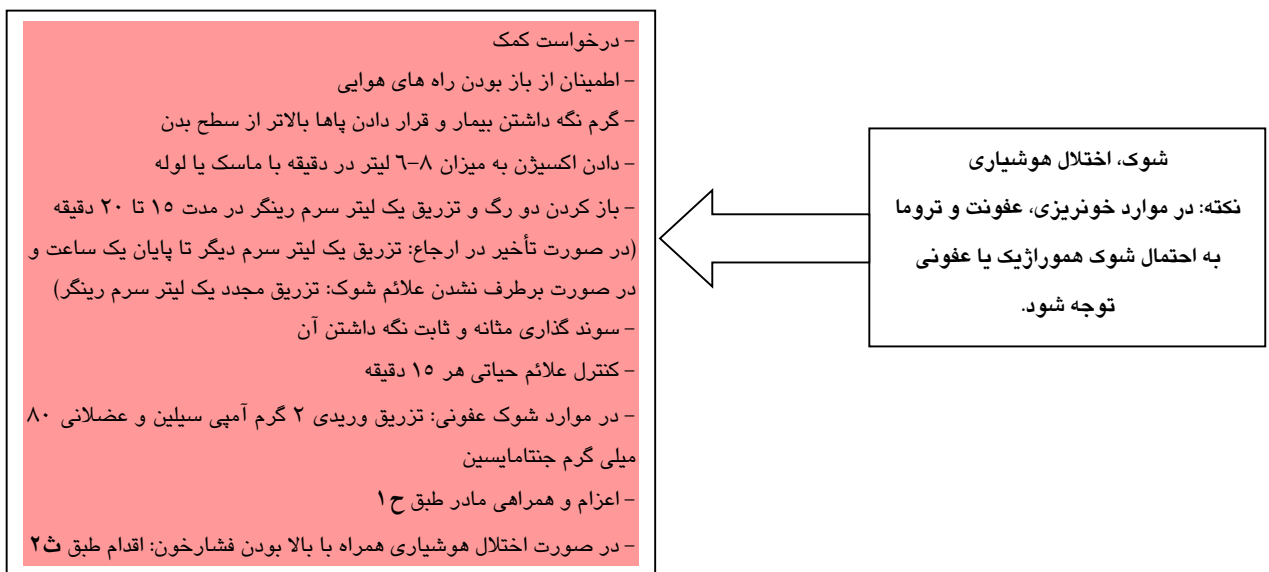 شوک، اختلال هوشیاری
نکته: در موارد خونریزی، عفونت و تروما
به احتمال شوک هموراژیک یا عفونی
توجه شود.
- درخواست کمک
- اطمینان از باز بودن راه های هوایی
- گرم نگه داشتن بیمار و قرار دادن پاها بالاتر از سطح بدن
- دادن اکسیژن به میزان ۸-۶ لیتر در دقیقه با ماسک یا لوله
- باز کردن دو رگ و تزریق یک لیتر سرم رینگر در مدت ۱۵ تا ۲۰ دقیقه
(در صورت تأخیر در ارجاع: تزریق یک لیتر سرم دیگر تا پایان یک ساعت و
در صورت برطرف نشدن علائم شوک: تزریق مجدد یک لیتر سرم رینگر)
- سوند گذاری مثانه و ثابت نگه داشتن آن
- کنترل علائم حیاتی هر ۱۵ دقیقه
- در موارد شوک عفونی: تزریق وریدی ۲ گرم آمپی سیلین و عضلانی ۸۰
میلی گرم جنتامایسین
- اعزام و همراهی مادر طبق ح۱
- در صورت اختلال هوشیاری همراه با بالا بودن فشارخون: اقدام طبق ث۲